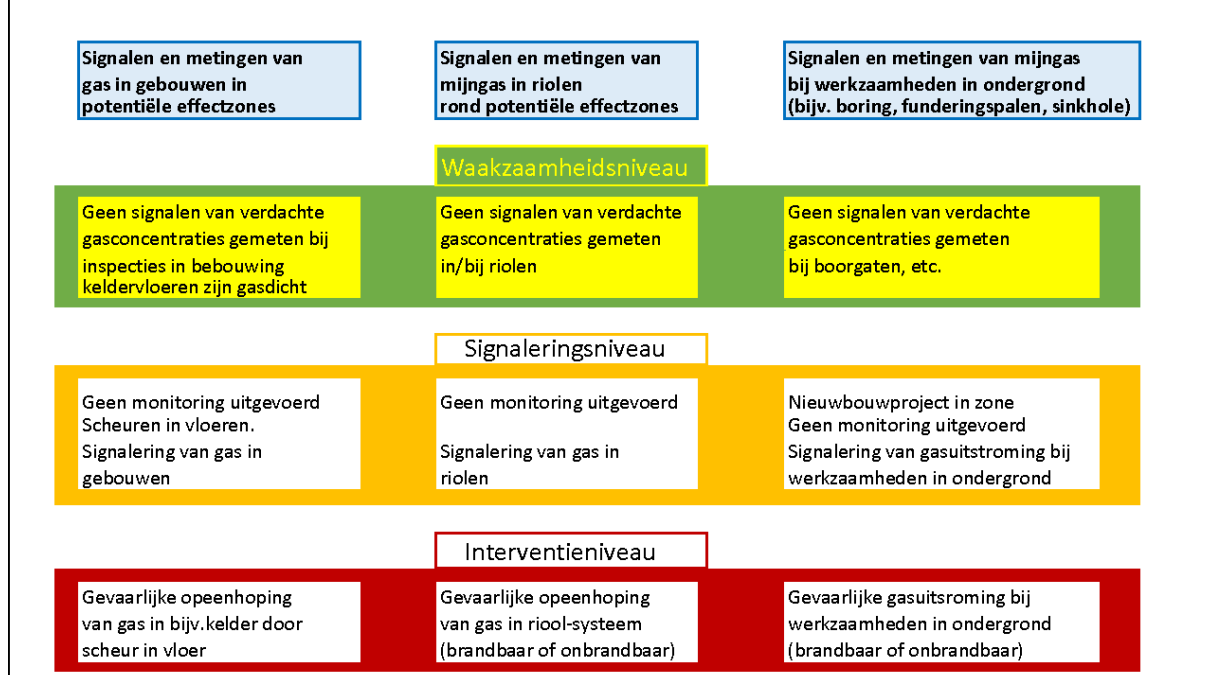 Signalen en metingen van
gas in gebouwen in
potentiële effectzones
Signalen en metingen van
mijngas in riolen
rond potentiële effectzones
Signalen en metingen van mijngas
bij werkzaamheden in ondergrond
(bijv. boring, funderingspalen, sinkhole)
Waakzaamheidsniveau
Geen signalen van verdachte
gasconcentraties gemeten bij
inspecties in bebouwing
keldervloeren zijn gasdicht
Geen signalen van verdachte
gasconcentraties gemeten
in/bij riolen
Geen signalen van verdachte
gasconcentraties gemeten
bij boorgaten, etc.
Signaleringsniveau
Geen monitoring uitgevoerd
Scheuren in vloeren.
Signalering van gas in
gebouwen
Geen monitoring uitgevoerd
Signalering van gas in
riolen
Nieuwbouwproject in zone
Geen monitoring uitgevoerd
Signalering van gasuitstroming bij
werkzaamheden in ondergrond
Interventieniveau
Gevaarlijke opeenhoping
van gas in bijv.kelder door
scheur in vloer
Gevaarlijke opeenhoping
van gas in riool-systeem
(brandbaar of onbrandbaar)
Gevaarlijke gasuitsroming bij
werkzaamheden in ondergrond
(brandbaar of onbrandbaar)